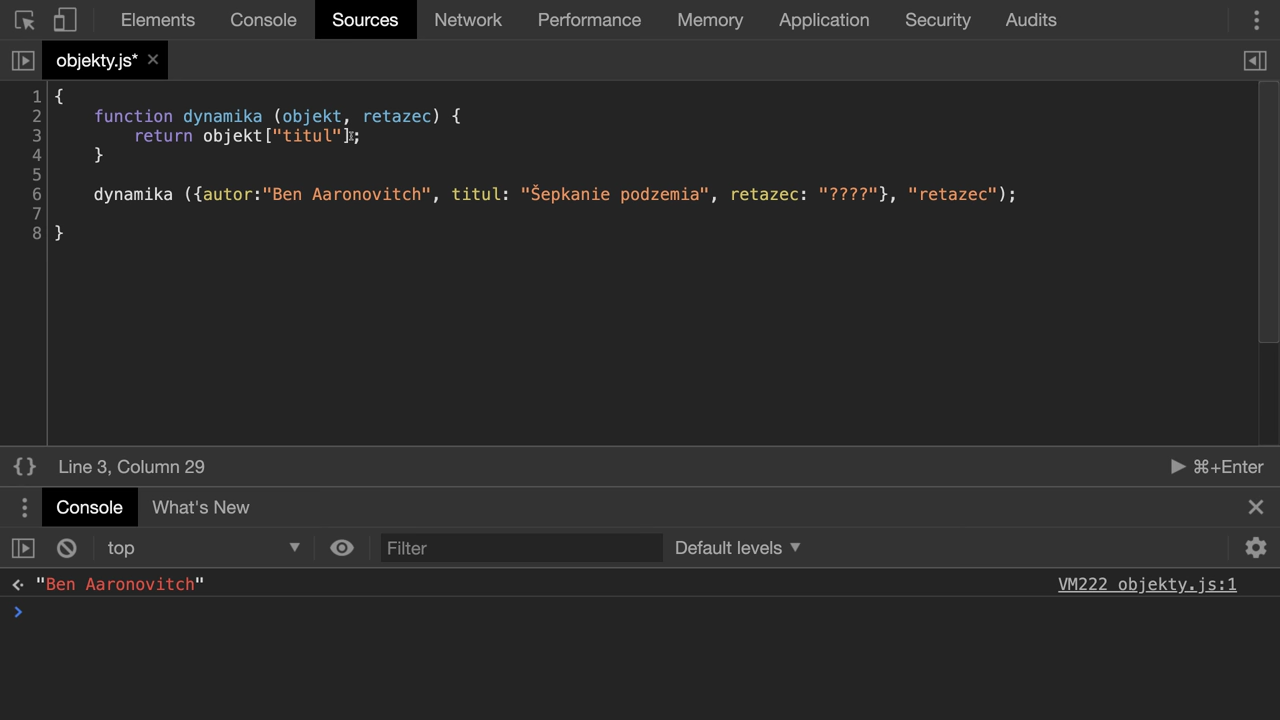 Elements Console Sources Network Performance Memory Application Security Audits
objekty.js* ×
1 {
2 function dynamika (objekt, retazec) {
3 return objekt["titul"];
4 }
5
6 dynamika ({autor:"Ben Aaronovitch", titul: "Šepkanie podzemia", retazec: "????"}, "retazec");
7
8 }
{} Line 3, Column 29 ⌘+Enter
Console What's New
top Filter Default levels ▼
"Ben Aaronovitch" VM222 objekty.js:1